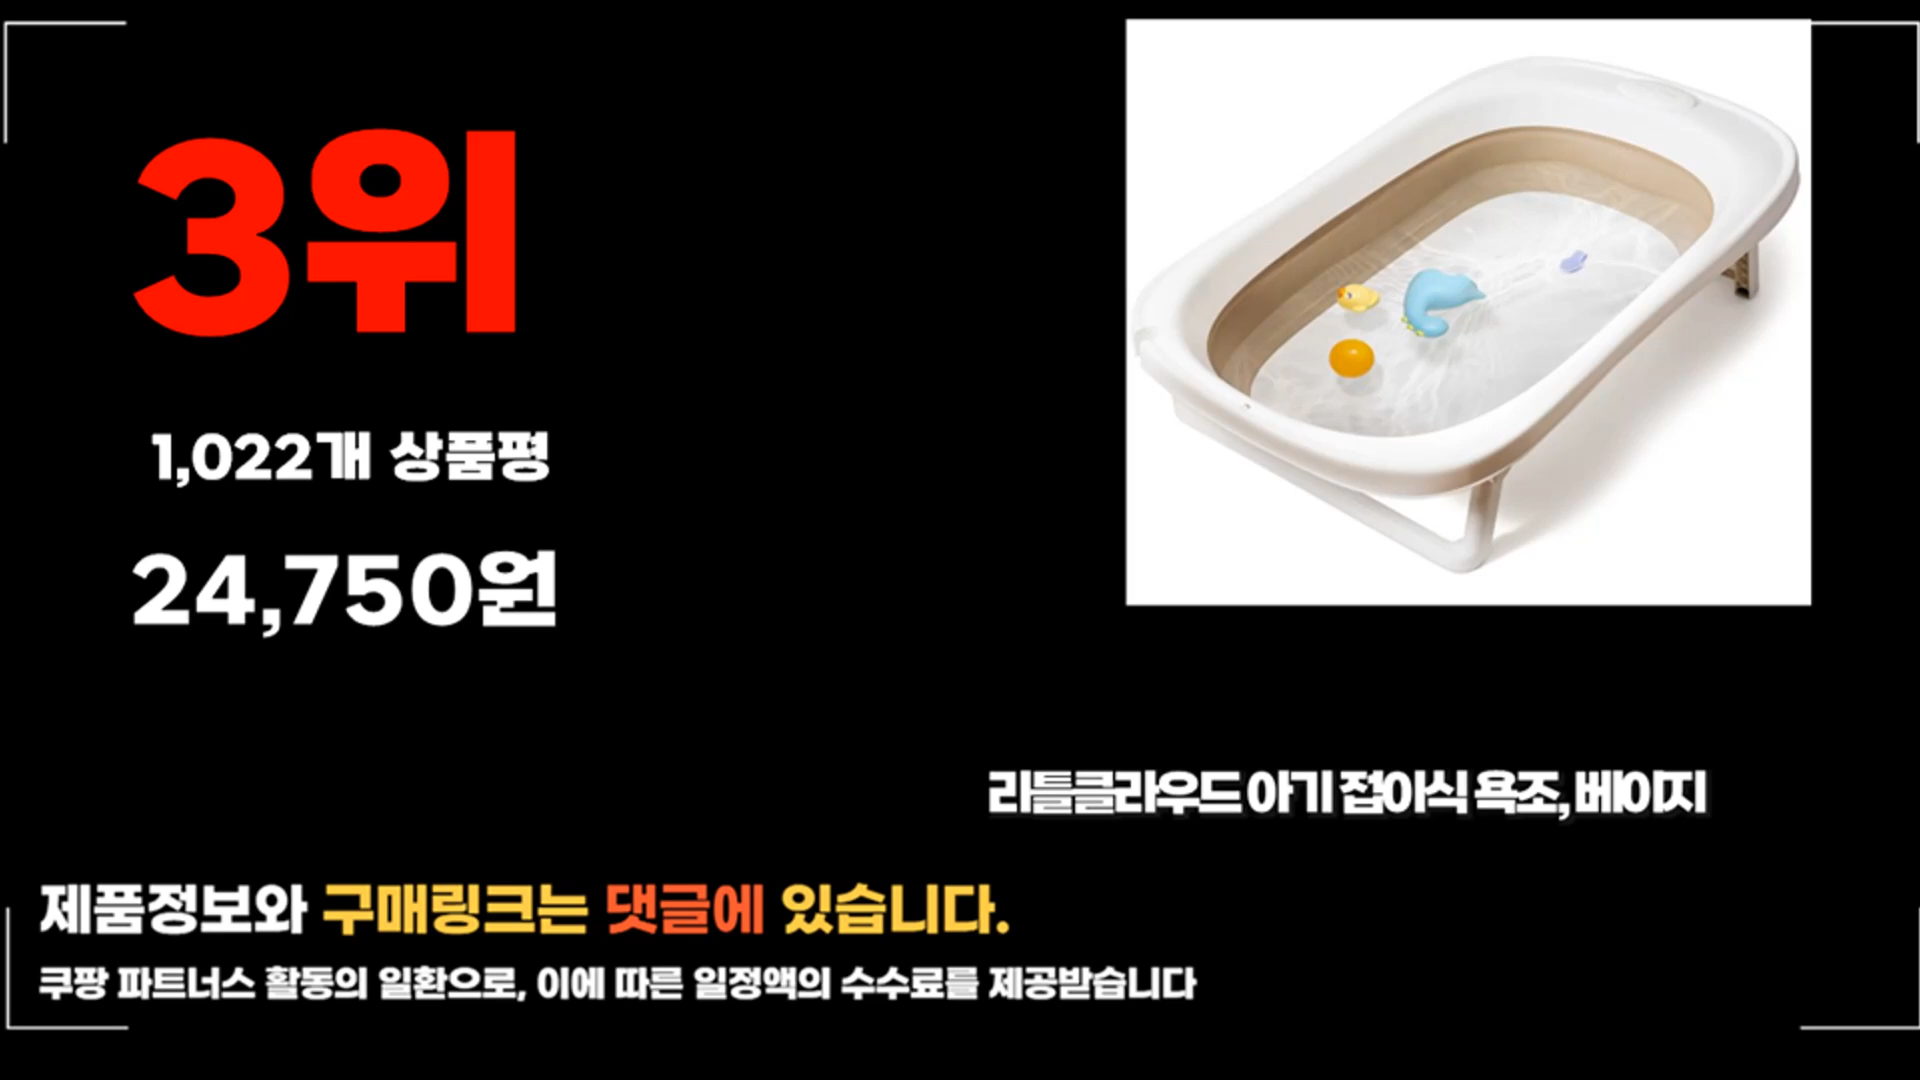 3위
1,022개 상품평
24,750원
리틀클라우드 아기 접이식 욕조, 베이지
제품정보와 구매링크는 댓글에 있습니다.
쿠팡 파트너스 활동의 일환으로, 이에 따른 일정액의 수수료를 제공받습니다